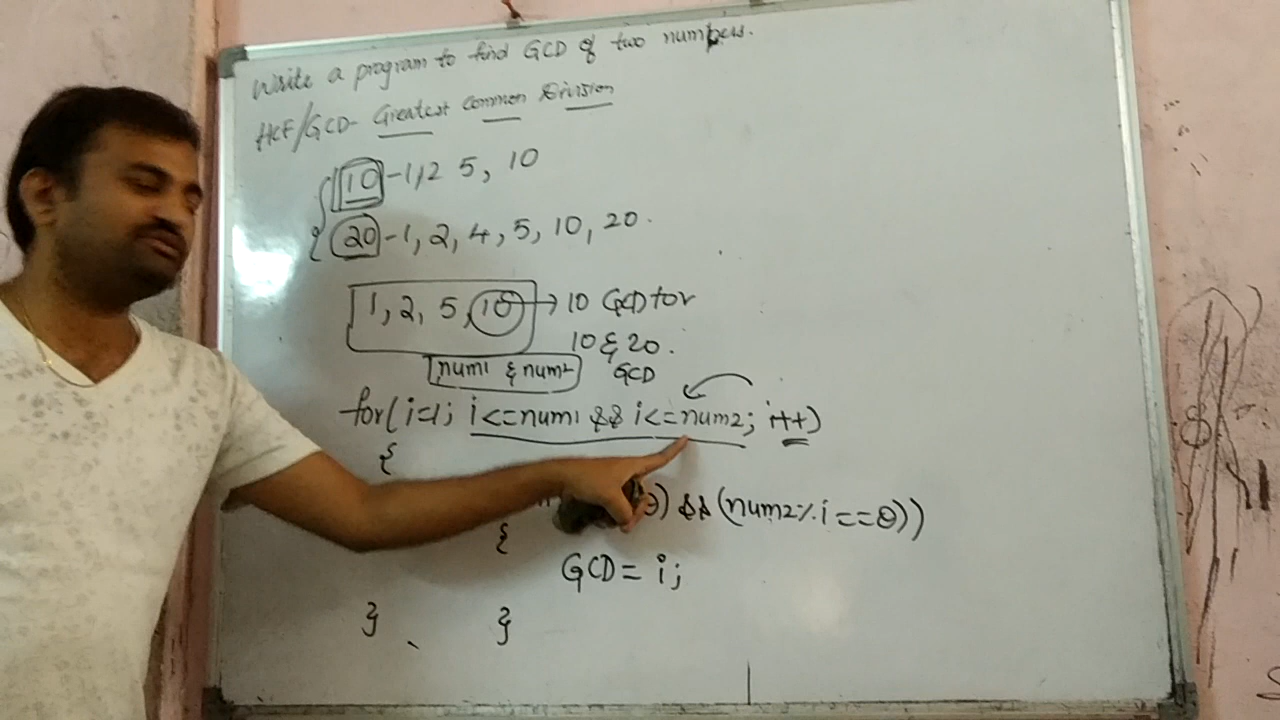 Write a program to find GCD of two numbers.
HCF/GCD- Greatest Common Division
10 -1,2 5, 10
20 -1, 2, 4, 5, 10, 20.
1, 2, 5, 10 → 10 GCD for
10 & 20.
num1 & num2 GCD
for(i=1; i<=num1 && i<=num2; i++)
{
) && (num2%i==0))
{
GCD= i;
} }